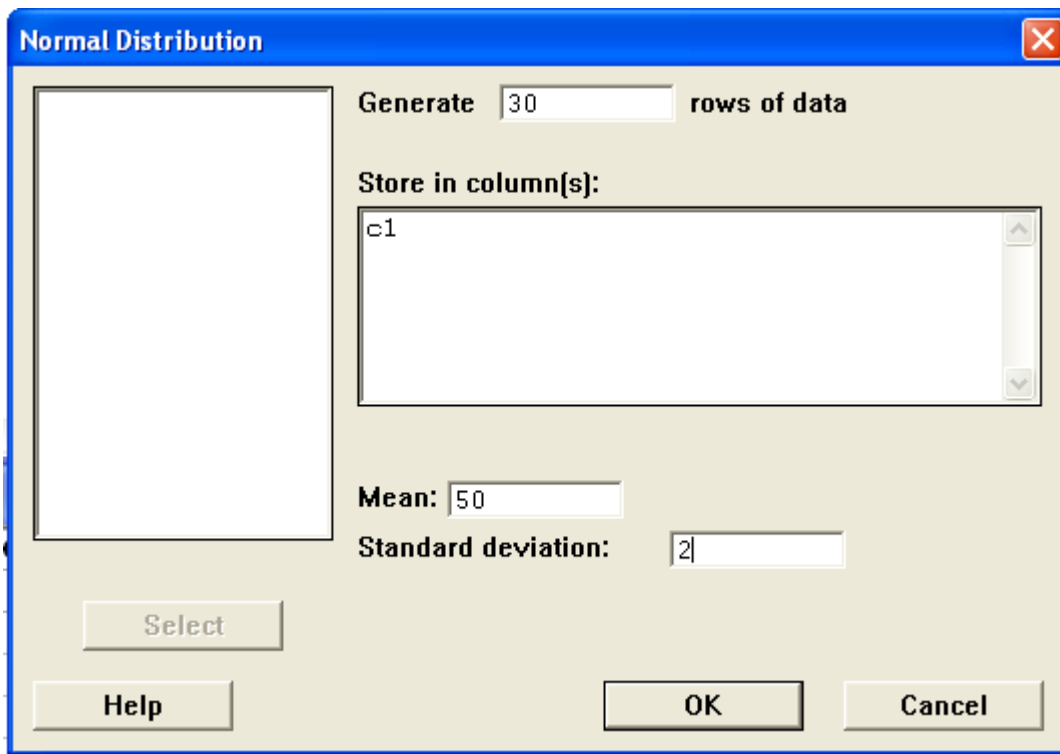 Normal Distribution
Generate 30 rows of data
Store in column(s):
c1
Mean: 50
Standard deviation: 2
Select
Help OK Cancel